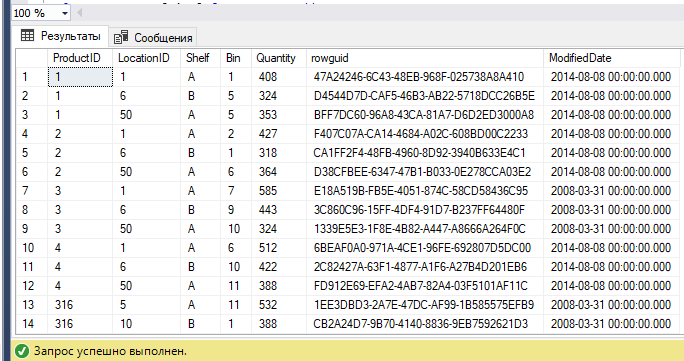 100 %
Результаты Сообщения
ProductID LocationID Shelf Bin Quantity rowguid ModifiedDate
1 1 1 A 1 408 47A24246-6C43-48EB-968F-025738A8A410 2014-08-08 00:00:00.000
2 1 6 B 5 324 D4544D7D-CAF5-46B3-AB22-5718DCC26B5E 2014-08-08 00:00:00.000
3 1 50 A 5 353 BFF7DC60-96A8-43CA-81A7-D6D2ED3000A8 2014-08-08 00:00:00.000
4 2 1 A 2 427 F407C07A-CA14-4684-A02C-608BD00C2233 2014-08-08 00:00:00.000
5 2 6 B 1 318 CA1FF2F4-48FB-4960-8D92-3940B633E4C1 2014-08-08 00:00:00.000
6 2 50 A 6 364 D38CFBEE-6347-47B1-B033-0E278CCA03E2 2014-08-08 00:00:00.000
7 3 1 A 7 585 E18A519B-FB5E-4051-874C-58CD58436C95 2008-03-31 00:00:00.000
8 3 6 B 9 443 3C860C96-15FF-4DF4-91D7-B237FF64480F 2008-03-31 00:00:00.000
9 3 50 A 10 324 1339E5E3-1F8E-4B82-A447-A8666A264F0C 2008-03-31 00:00:00.000
10 4 1 A 6 512 6BEAF0A0-971A-4CE1-96FE-692807D5DC00 2014-08-08 00:00:00.000
11 4 6 B 10 422 2C82427A-63F1-4877-A1F6-A27B4D201EB6 2014-08-08 00:00:00.000
12 4 50 A 11 388 FD912E69-EFA2-4AB7-82A4-03F5101AF11C 2014-08-08 00:00:00.000
13 316 5 A 11 532 1EE3DBD3-2A7E-47DC-AF99-1B585575EFB9 2008-03-31 00:00:00.000
14 316 10 B 1 388 CB2A24D7-9B70-4140-8836-9EB7592621D3 2008-03-31 00:00:00.000
Запрос успешно выполнен.